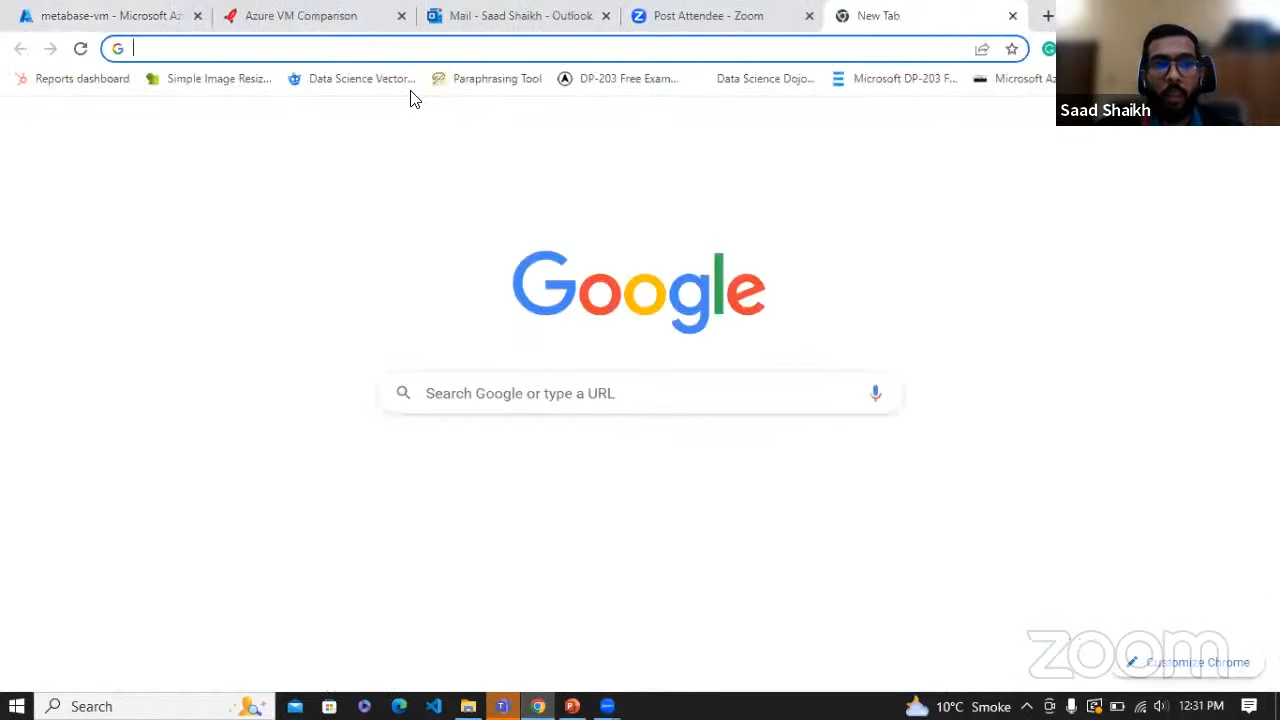 metabase-vm - Microsoft Az
Azure VM Comparison
Mail - Saad Shaikh - Outlook
Post Attendee - Zoom
New Tab
Reports dashboard
Simple Image Resiz...
Data Science Vector...
Paraphrasing Tool
DP-203 Free Exam...
Data Science Dojo...
Microsoft DP-203 F...
Microsoft Az
Saad Shaikh
Google
Search Google or type a URL
zoom
Customize Chrome
Search
10°C Smoke
12:31 PM